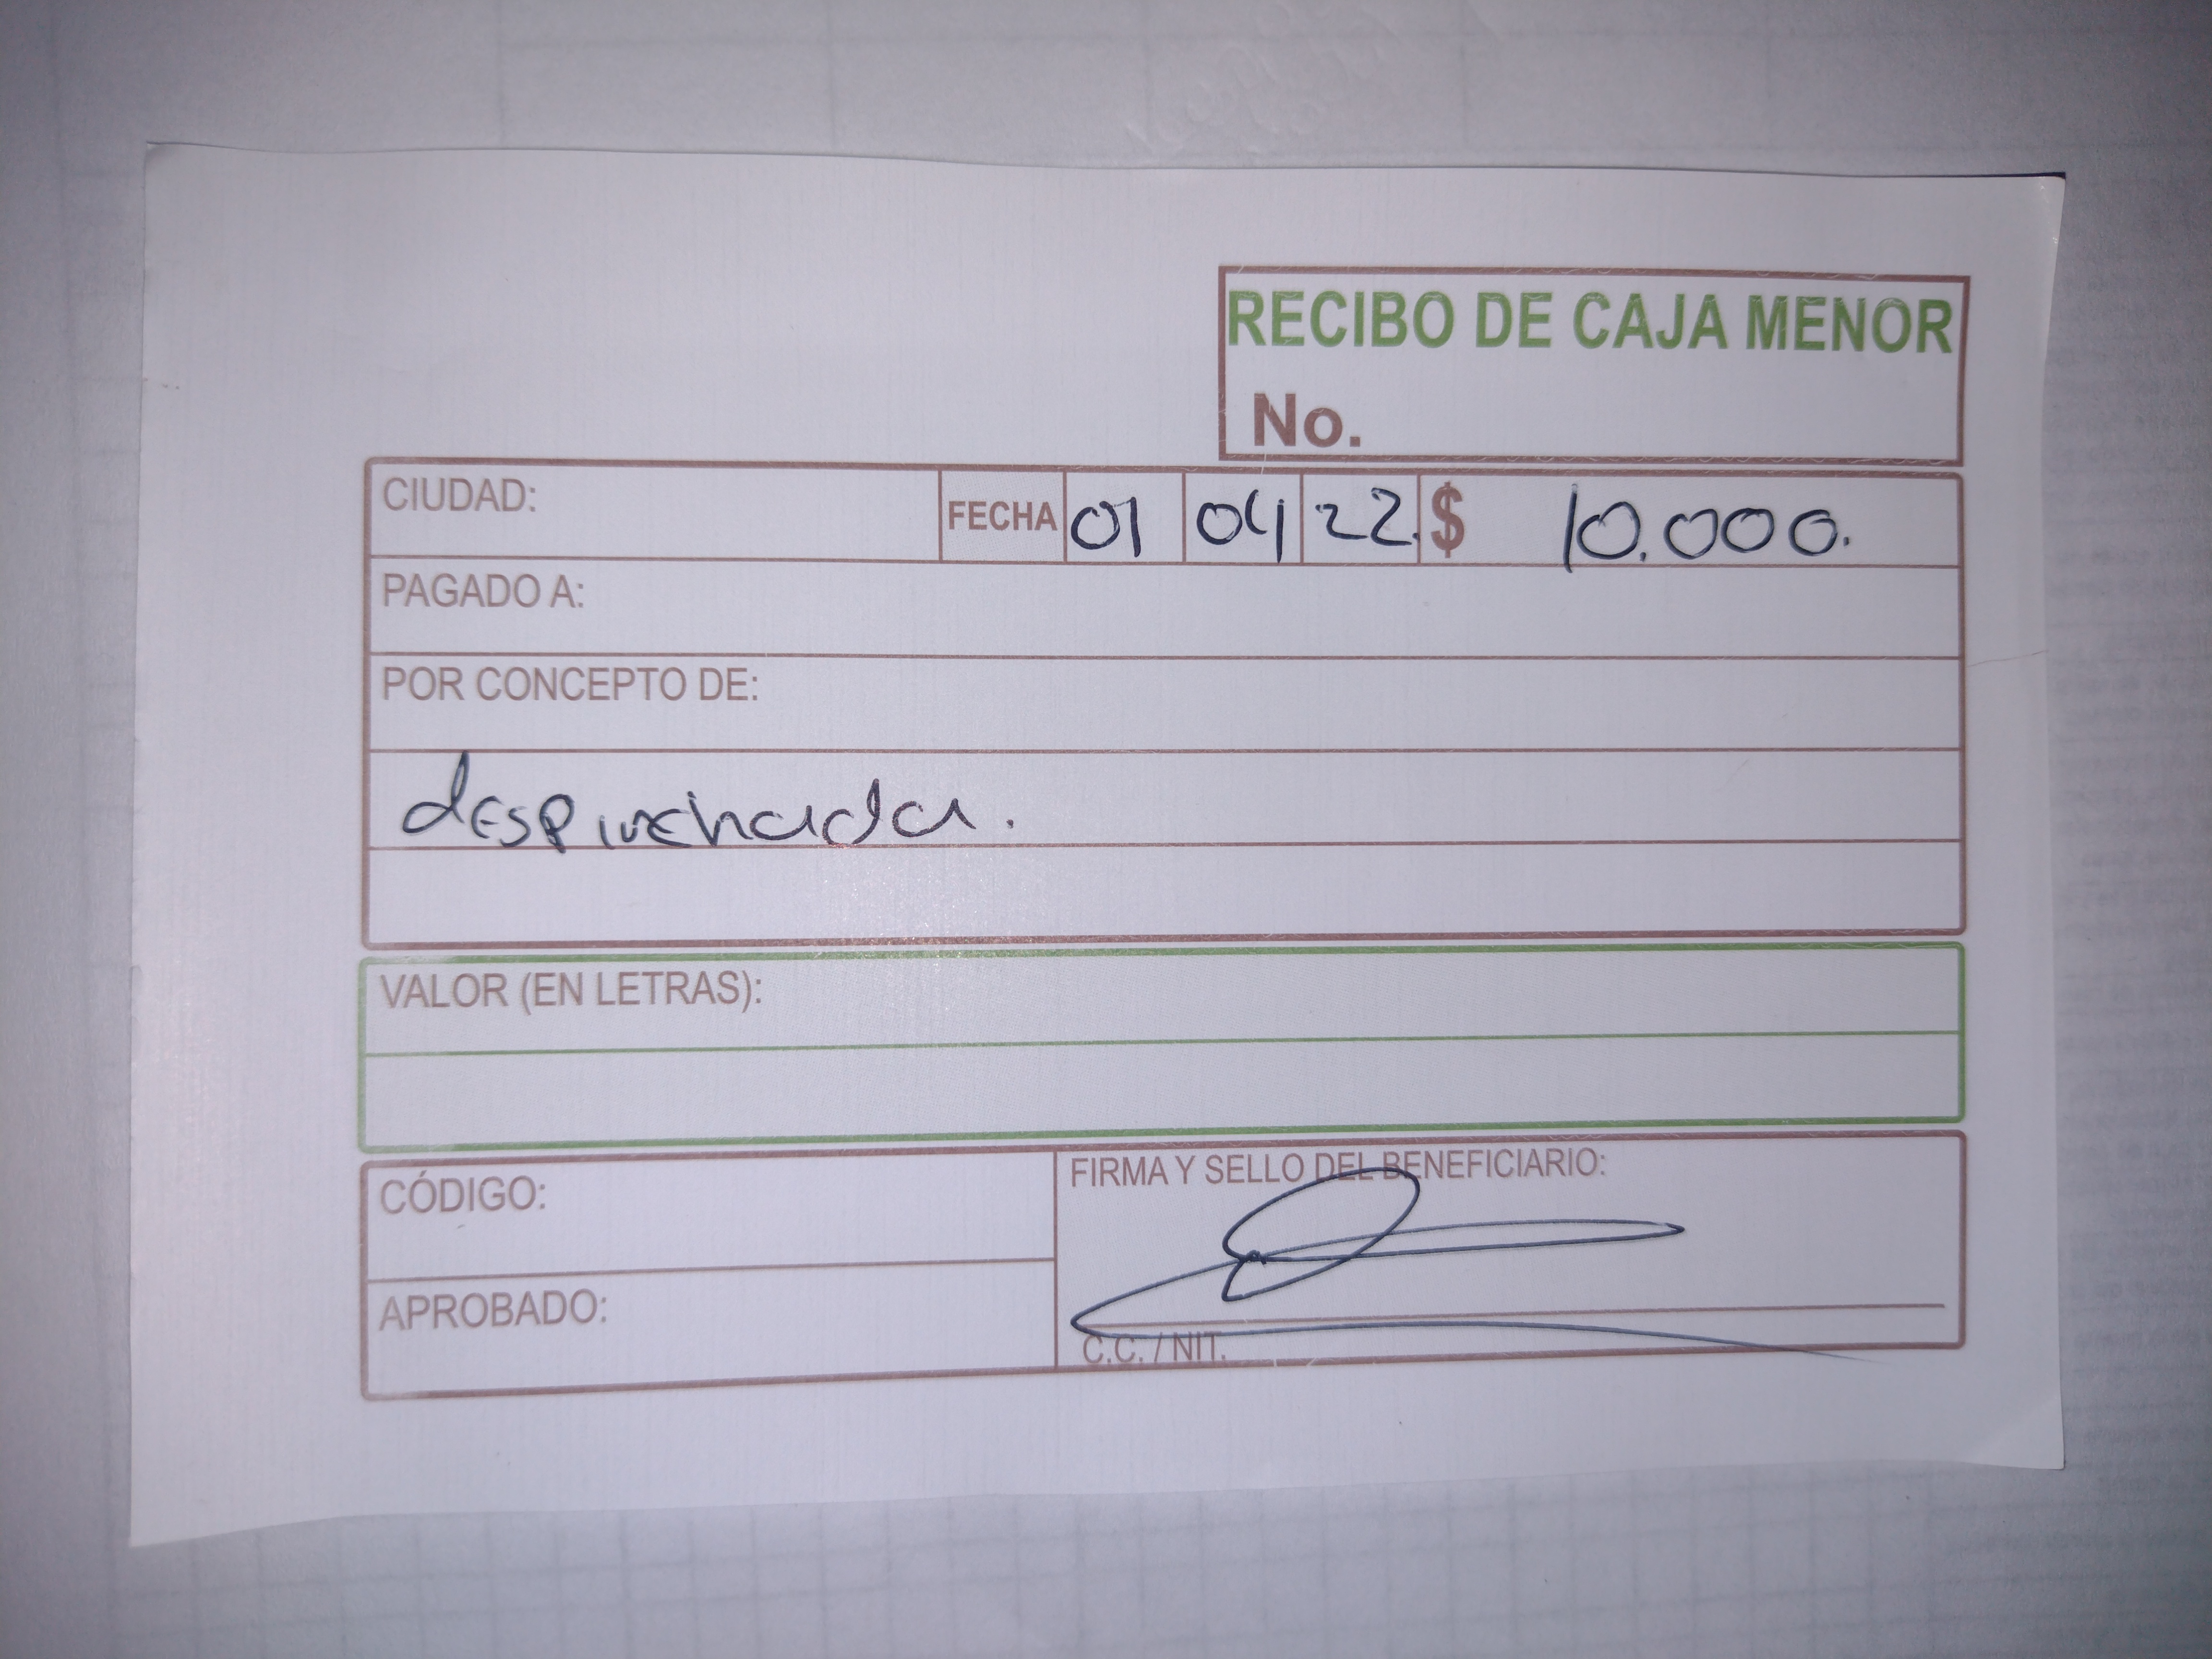 RECIBO DE CAJA MENOR
No.
CIUDAD: FECHA 01 04 22. $ 10.000.
PAGADO A:
POR CONCEPTO DE:
despinchada.
VALOR (EN LETRAS):
CÓDIGO:
FIRMA Y SELLO DEL BENEFICIARIO:
APROBADO:
C.C. / NIT.